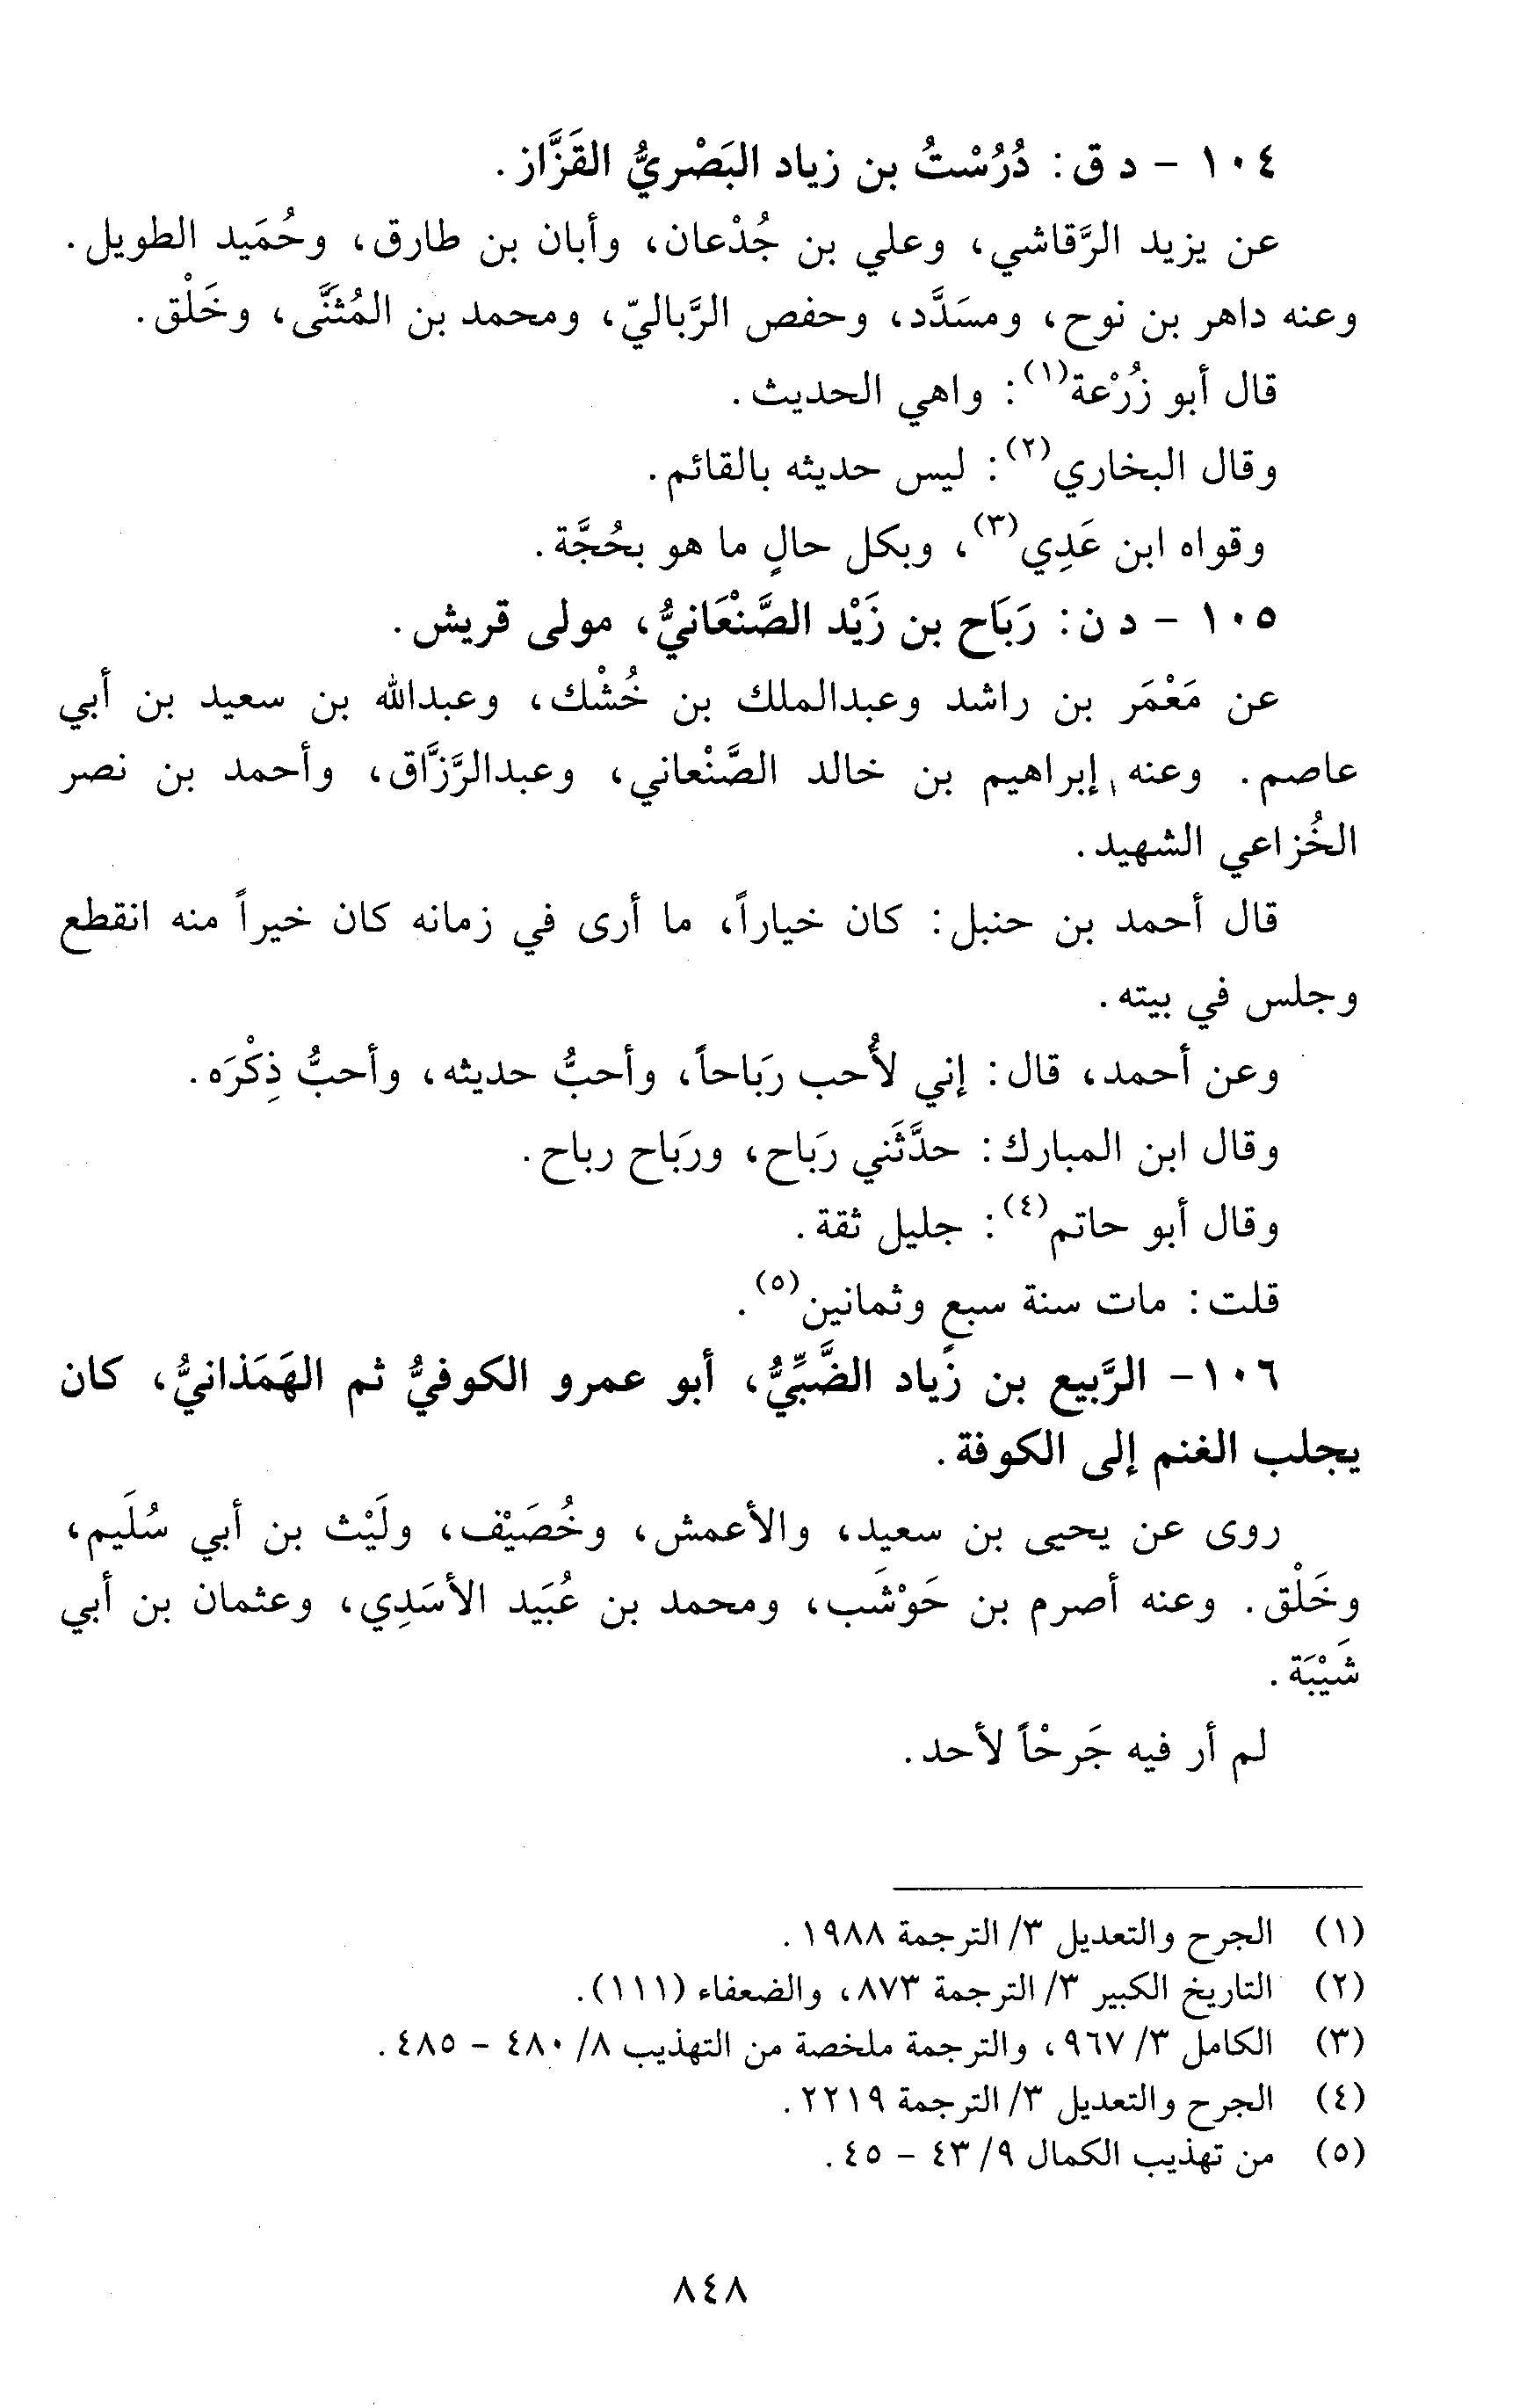 ١٠٤ - د ق: دُرُسْتُ بن زياد البَصْريُّ القَزَّاز.
عن يزيد الرَّقاشي، وعلي بن جُدْعان، وأبان بن طارق، وحُمَيد الطويل.
وعنه داهر بن نوح، ومسَدَّد، وحفص الرَّباليّ، ومحمد بن المُثنَّى، وخَلْق.
قال أبو زُرْعة(١): واهي الحديث.
وقال البخاري(٢): ليس حديثه بالقائم.
وقواه ابن عَدِي(٣)، وبكل حالٍ ما هو بحُجَّة.
١٠٥ - د ن: رَبَاح بن زَيْد الصَّنْعَانيُّ، مولى قريش.
عن مَعْمَر بن راشد وعبدالملك بن خُشْك، وعبدالله بن سعيد بن أبي
عاصم. وعنه إبراهيم بن خالد الصَّنْعاني، وعبدالرَّزَّاق، وأحمد بن نصر
الخُزاعي الشهيد.
قال أحمد بن حنبل: كان خياراً، ما أرى في زمانه كان خيراً منه انقطع
وجلس في بيته.
وعن أحمد، قال: إني لأُحب رَباحاً، وأحبُّ حديثه، وأحبُّ ذِكْرَه.
وقال ابن المبارك: حدَّثَني رَباح، ورَباح رباح.
وقال أبو حاتم(٤): جليل ثقة.
قلت: مات سنة سبعٍ وثمانين(٥).
١٠٦- الرَّبيع بن زياد الضَّبِّيُّ، أبو عمرو الكوفيُّ ثم الهَمَذانيُّ، كان
يجلب الغنم إلى الكوفة.
روى عن يحيى بن سعيد، والأعمش، وخُصَيْف، ولَيْث بن أبي سُلَيم،
وخَلْق. وعنه أصرم بن حَوْشَب، ومحمد بن عُبَيد الأسَدِي، وعثمان بن أبي
شَيْبَة.
لم أر فيه جَرحْاً لأحد.
(١) الجرح والتعديل ٣/ الترجمة ١٩٨٨.
(٢) التاريخ الكبير ٣/ الترجمة ٨٧٣، والضعفاء (١١١).
(٣) الكامل ٣/ ٩٦٧، والترجمة ملخصة من التهذيب ٨/ ٤٨٠ - ٤٨٥.
(٤) الجرح والتعديل ٣/ الترجمة ٢٢١٩.
(٥) من تهذيب الكمال ٩/ ٤٣ - ٤٥.
٨٤٨